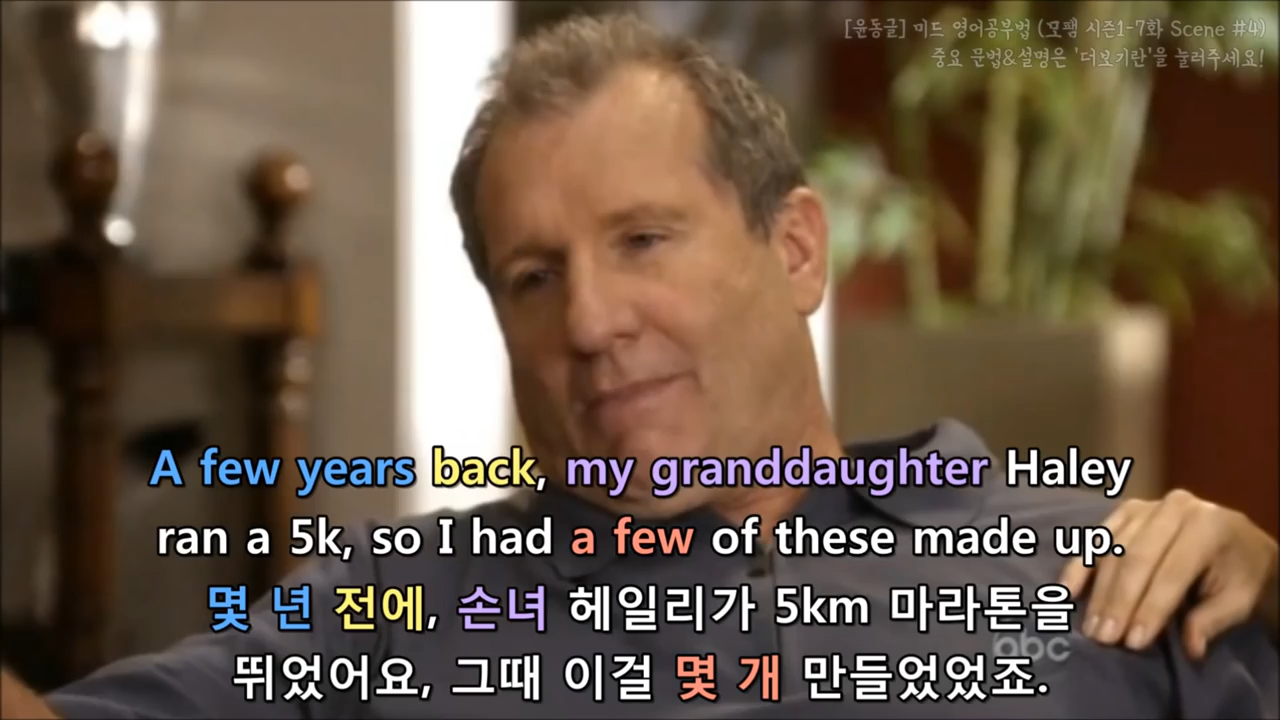 [윤동글] 미드 영어공부법 (모팸 시즌1-7화 Scene #4)
중요 문법&설명은 '더보기란'을 눌러주세요!
A few years back, my granddaughter Haley
ran a 5k, so I had a few of these made up.
몇 년 전에, 손녀 헤일리가 5km 마라톤을
뛰었어요, 그때 이걸 몇 개 만들었었죠.
abc